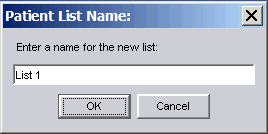 Patient List Name:
Enter a name for the new list:
List 1
OK Cancel